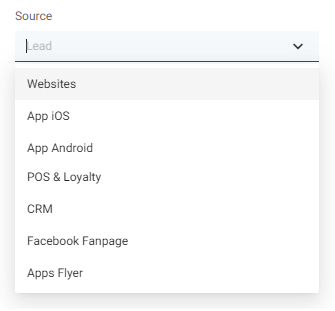 Source
Lead
Websites
App iOS
App Android
POS & Loyalty
CRM
Facebook Fanpage
Apps Flyer